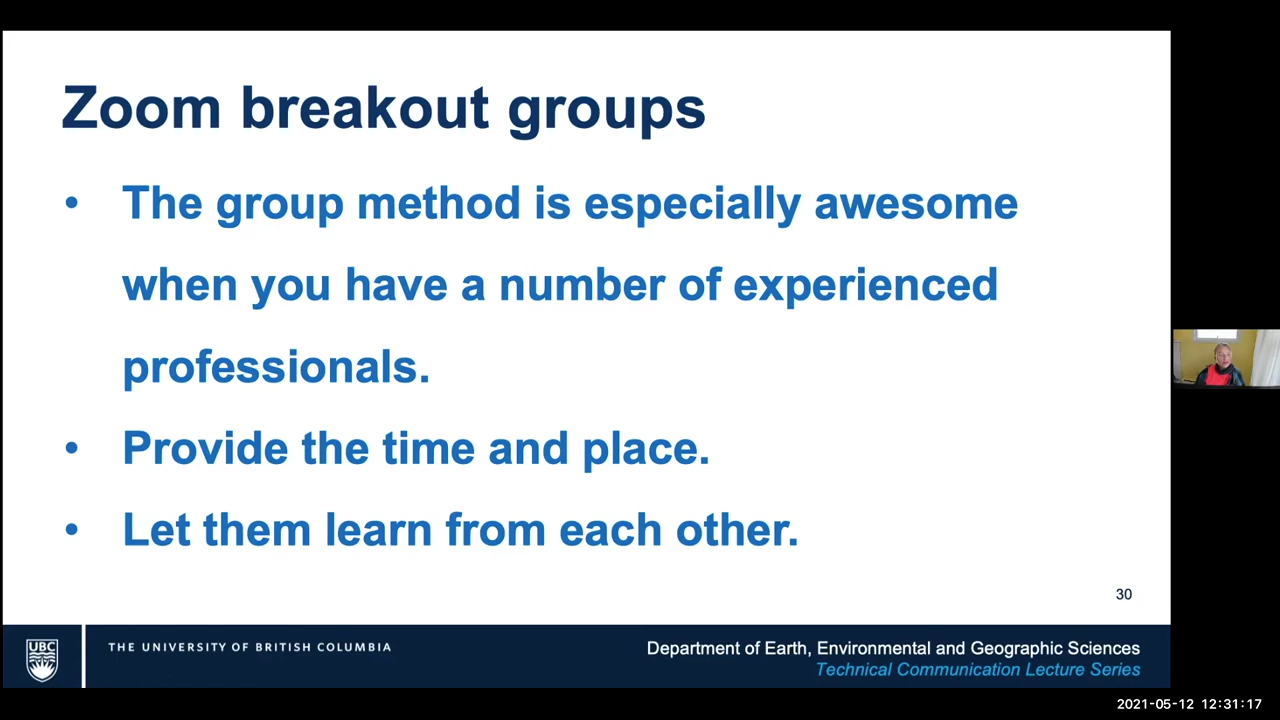 Zoom breakout groups
• The group method is especially awesome
when you have a number of experienced
professionals.
• Provide the time and place.
• Let them learn from each other.
30
UBC
THE UNIVERSITY OF BRITISH COLUMBIA
Department of Earth, Environmental and Geographic Sciences
Technical Communication Lecture Series
2021-05-12 12:31:17